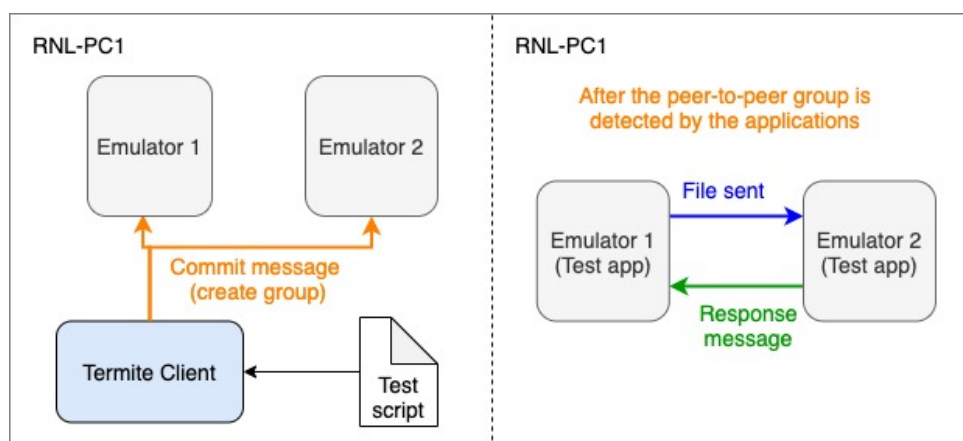 RNL-PC1
Emulator 1
Emulator 2
Commit message
(create group)
Termite Client
Test
script
RNL-PC1
After the peer-to-peer group is
detected by the applications
File sent
Emulator 1
(Test app)
Emulator 2
(Test app)
Response
message